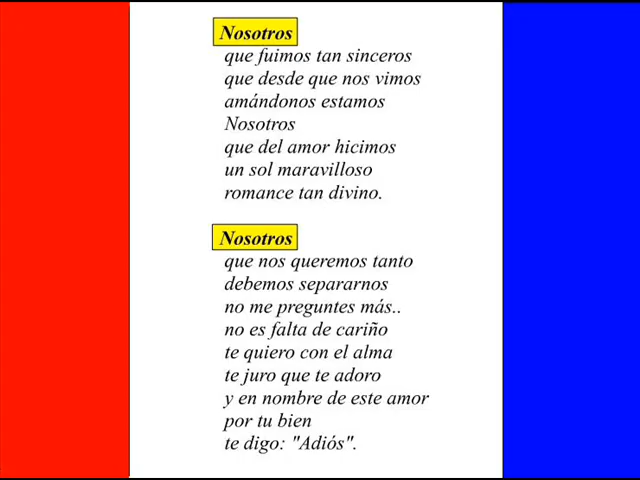 Nosotros
que fuimos tan sinceros
que desde que nos vimos
amándonos estamos
Nosotros
que del amor hicimos
un sol maravilloso
romance tan divino.
Nosotros
que nos queremos tanto
debemos separarnos
no me preguntes más..
no es falta de cariño
te quiero con el alma
te juro que te adoro
y en nombre de este amor
por tu bien
te digo: "Adiós".